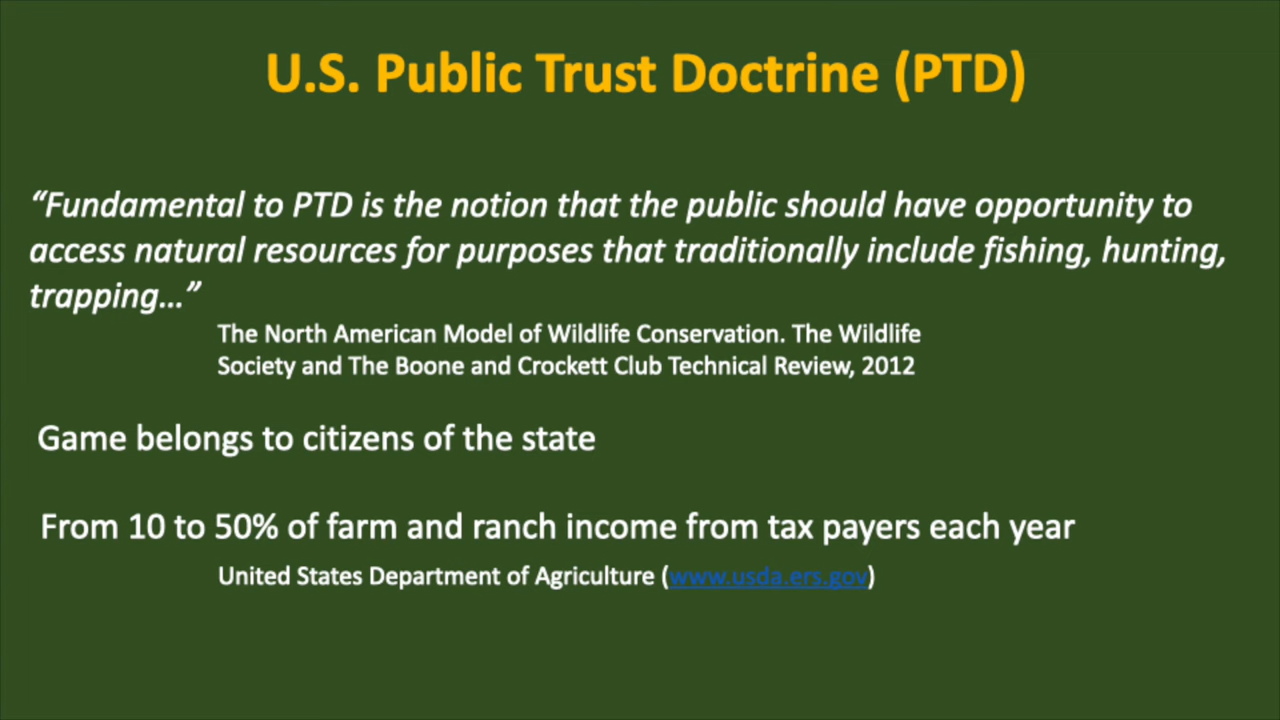 U.S. Public Trust Doctrine (PTD)
“Fundamental to PTD is the notion that the public should have opportunity to
access natural resources for purposes that traditionally include fishing, hunting,
trapping…”
The North American Model of Wildlife Conservation. The Wildlife
Society and The Boone and Crockett Club Technical Review, 2012
Game belongs to citizens of the state
From 10 to 50% of farm and ranch income from tax payers each year
United States Department of Agriculture (www.usda.ers.gov)